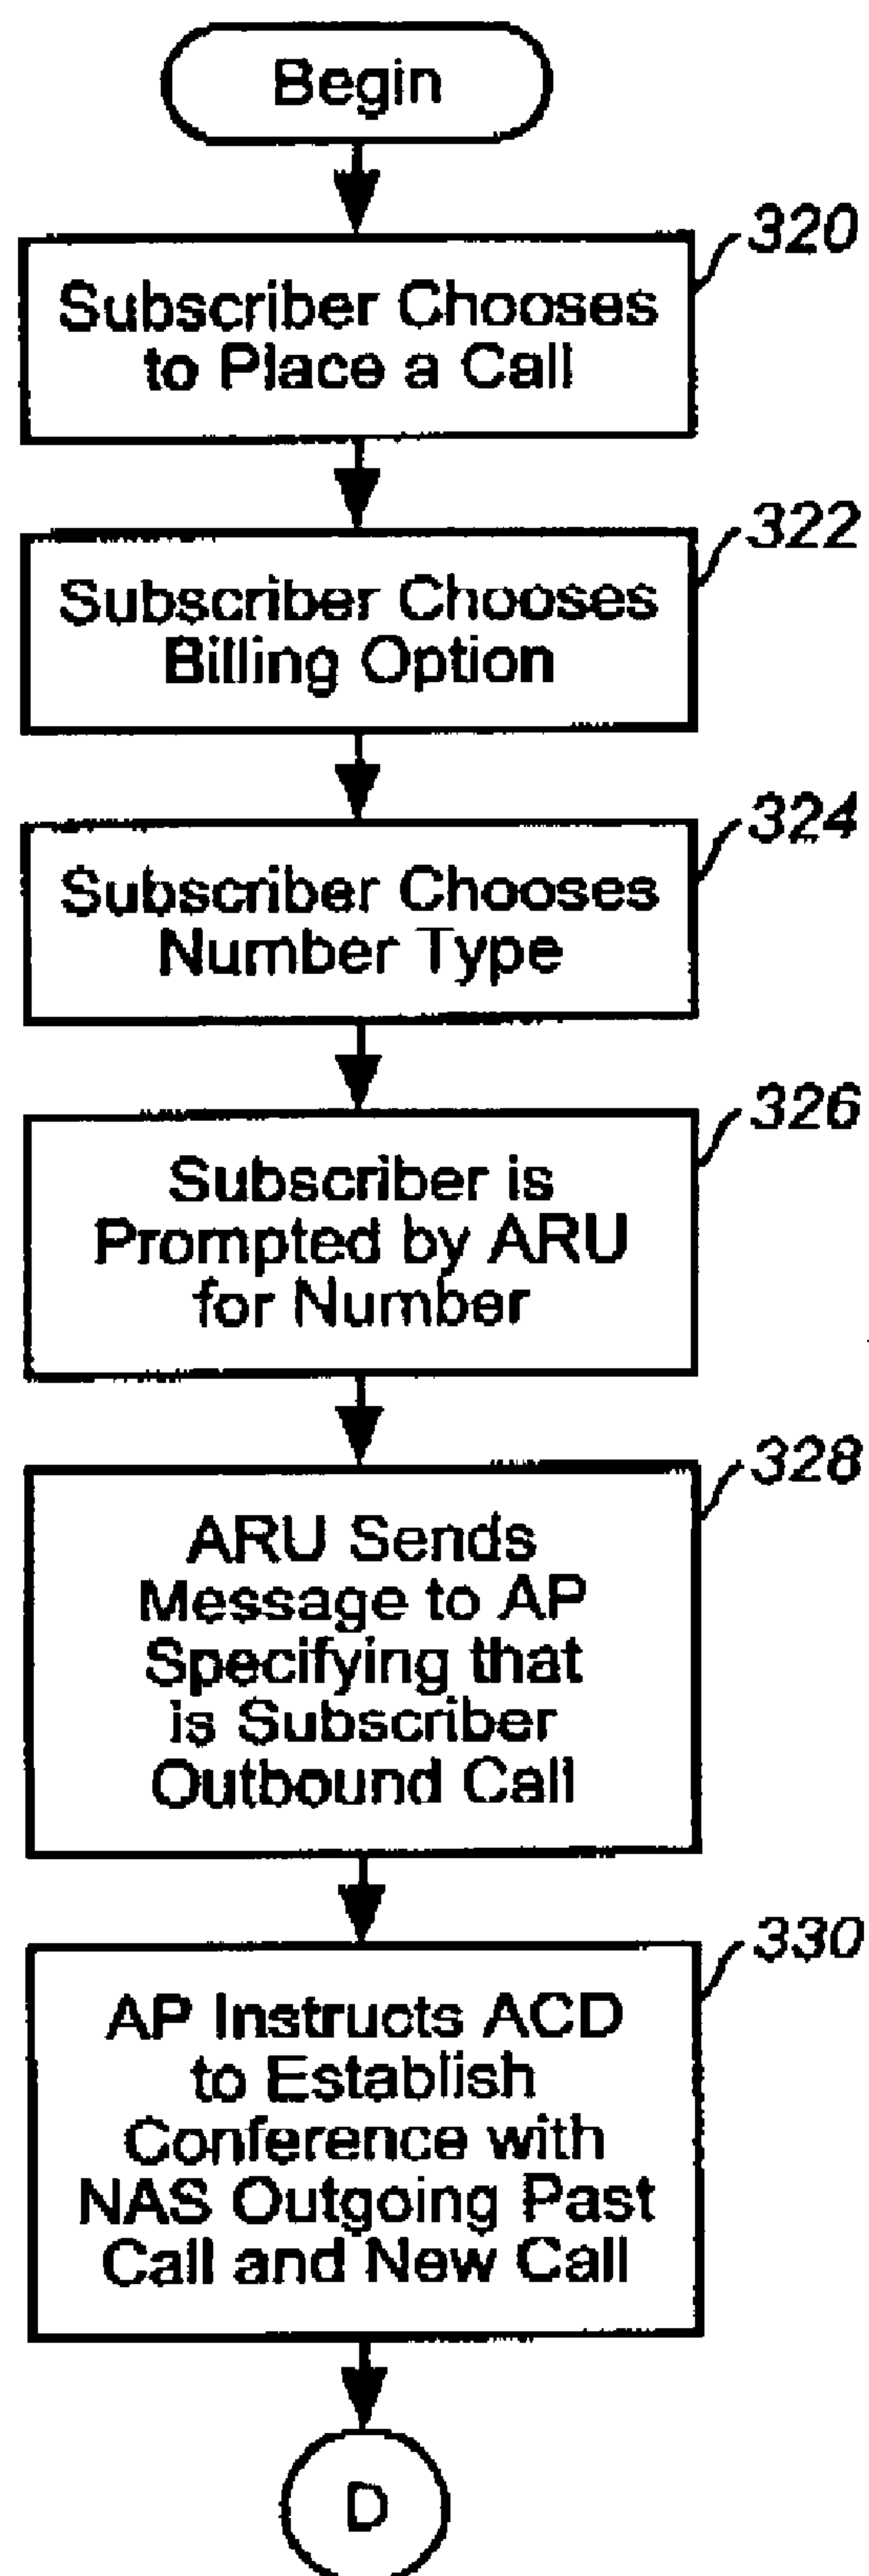 Begin
320
Subscriber Chooses
to Place a Call
322
Subscriber Chooses
Billing Option
324
Subscriber Chooses
Number Type
326
Subscriber is
Prompted by ARU
for Number
328
ARU Sends
Message to AP
Specifying that
is Subscriber
Outbound Call
330
AP Instructs ACD
to Establish
Conference with
NAS Outgoing Past
Call and New Call
D